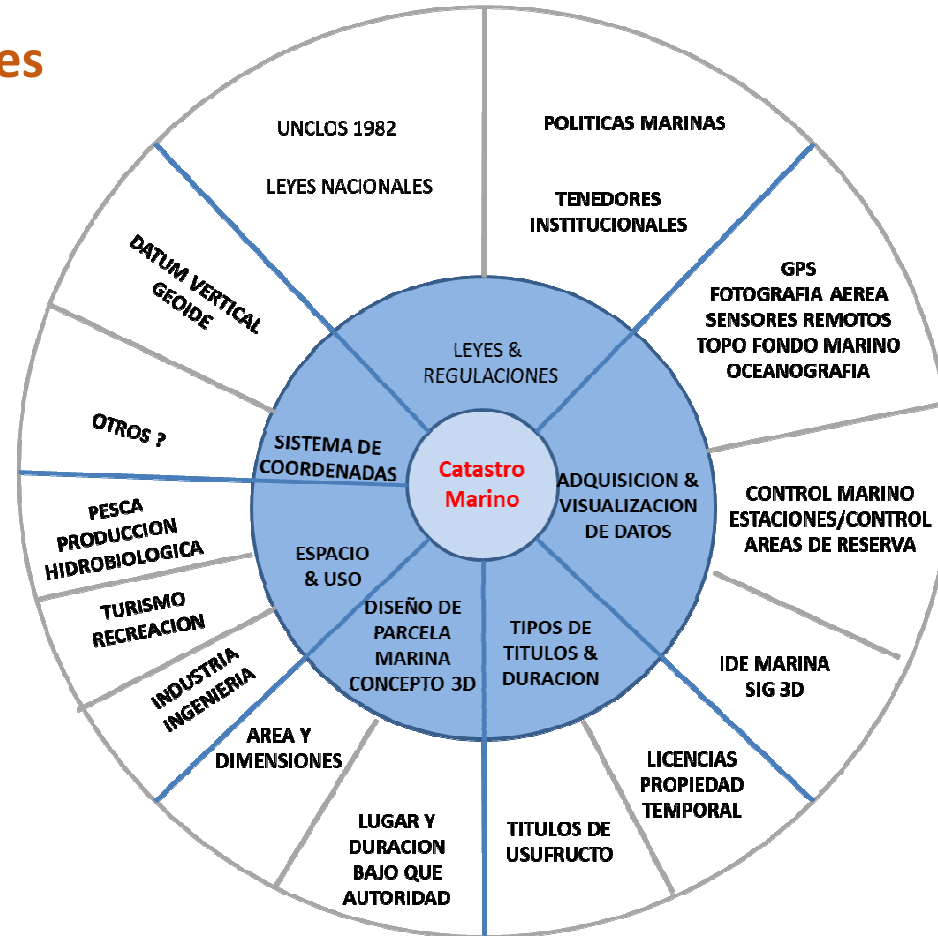 es
UNCLOS 1982
LEYES NACIONALES
POLITICAS MARINAS
TENEDORES
INSTITUCIONALES
GPS
FOTOGRAFIA AEREA
SENSORES REMOTOS
TOPO FONDO MARINO
OCEANOGRAFIA
DATUM VERTICAL
GEOIDE
OTROS ?
LEYES &
REGULACIONES
SISTEMA DE
COORDENADAS
Catastro
Marino
ADQUISICION &
VISUALIZACION
DE DATOS
CONTROL MARINO
ESTACIONES/CONTROL
AREAS DE RESERVA
PESCA
PRODUCCION
HIDROBIOLOGICA
ESPACIO
& USO
TURISMO
RECREACION
DISEÑO DE
PARCELA
MARINA
CONCEPTO 3D
TIPOS DE
TITULOS &
DURACION
INDUSTRIA
INGENIERIA
IDE MARINA
SIG 3D
AREA Y
DIMENSIONES
LICENCIAS
PROPIEDAD
TEMPORAL
LUGAR Y
DURACION
BAJO QUE
AUTORIDAD
TITULOS DE
USUFRUCTO